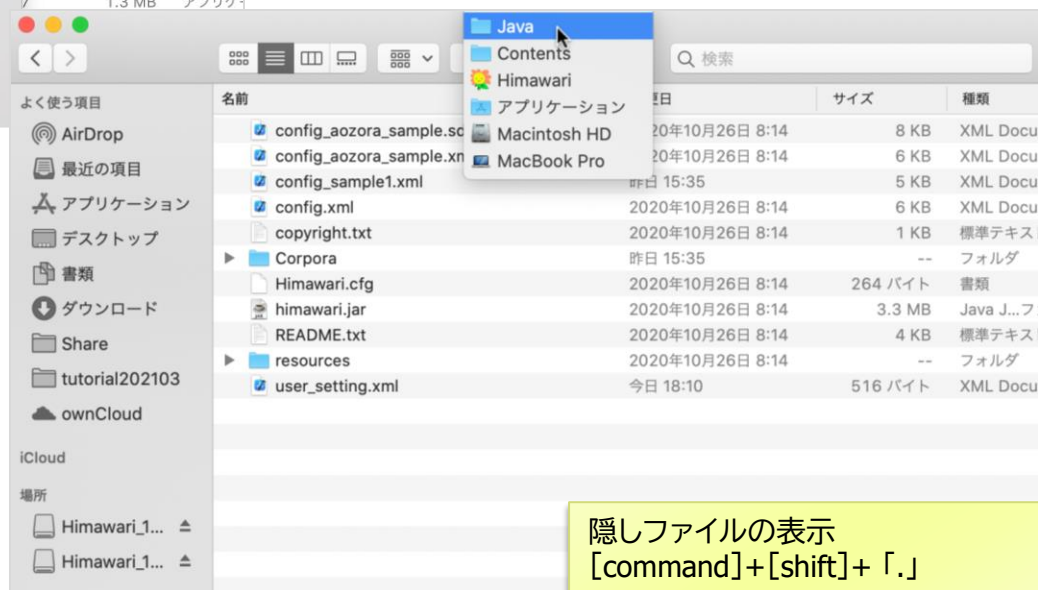 1.3 MB アプリケ
Java
Contents
Himawari
アプリケーション
Macintosh HD
MacBook Pro
検索
よく使う項目
AirDrop
最近の項目
アプリケーション
デスクトップ
書類
ダウンロード
Share
tutorial202103
ownCloud
iCloud
場所
Himawari_1...
Himawari_1...
名前 更日 サイズ 種類
config_aozora_sample.sc 20年10月26日 8:14 8 KB XML Docu
config_aozora_sample.xm 20年10月26日 8:14 6 KB XML Docu
config_sample1.xml 昨日 15:35 5 KB XML Docu
config.xml 2020年10月26日 8:14 6 KB XML Docu
copyright.txt 2020年10月26日 8:14 1 KB 標準テキスト
Corpora 昨日 15:35 -- フォルダ
Himawari.cfg 2020年10月26日 8:14 264 バイト 書類
himawari.jar 2020年10月26日 8:14 3.3 MB Java J...フ
README.txt 2020年10月26日 8:14 4 KB 標準テキスト
resources 2020年10月26日 8:14 -- フォルダ
user_setting.xml 今日 18:10 516 バイト XML Docu
隠しファイルの表示
[command]+[shift]+「.」